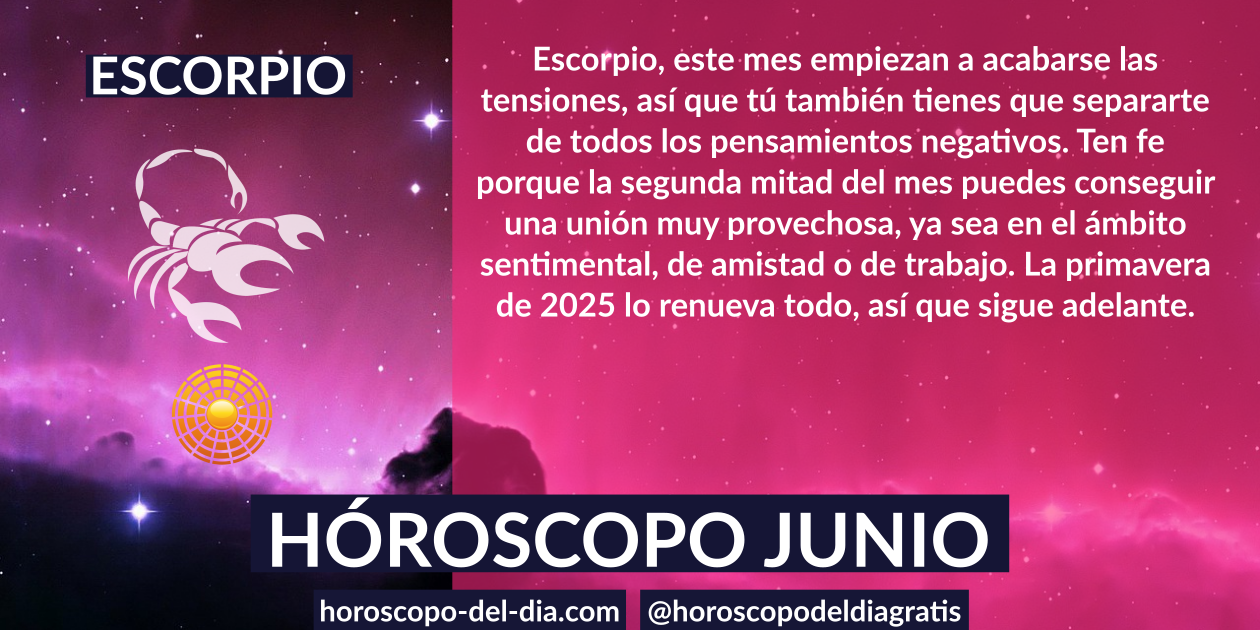 ESCORPIO
Escorpio, este mes empiezan a acabarse las
tensiones, así que tú también tienes que separarte
de todos los pensamientos negativos. Ten fe
porque la segunda mitad del mes puedes conseguir
una unión muy provechosa, ya sea en el ámbito
sentimental, de amistad o de trabajo. La primavera
de 2025 lo renueva todo, así que sigue adelante.
HÓROSCOPO JUNIO
horoscopo-del-dia.com
@horoscopodeldiagratis